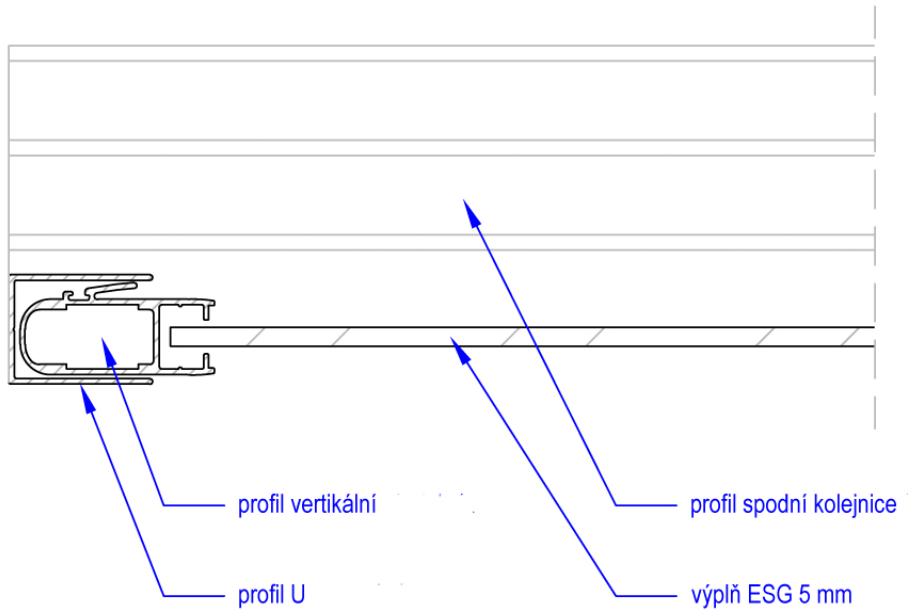 profil vertikální
profil spodní kolejnice
profil U
výplň ESG 5 mm